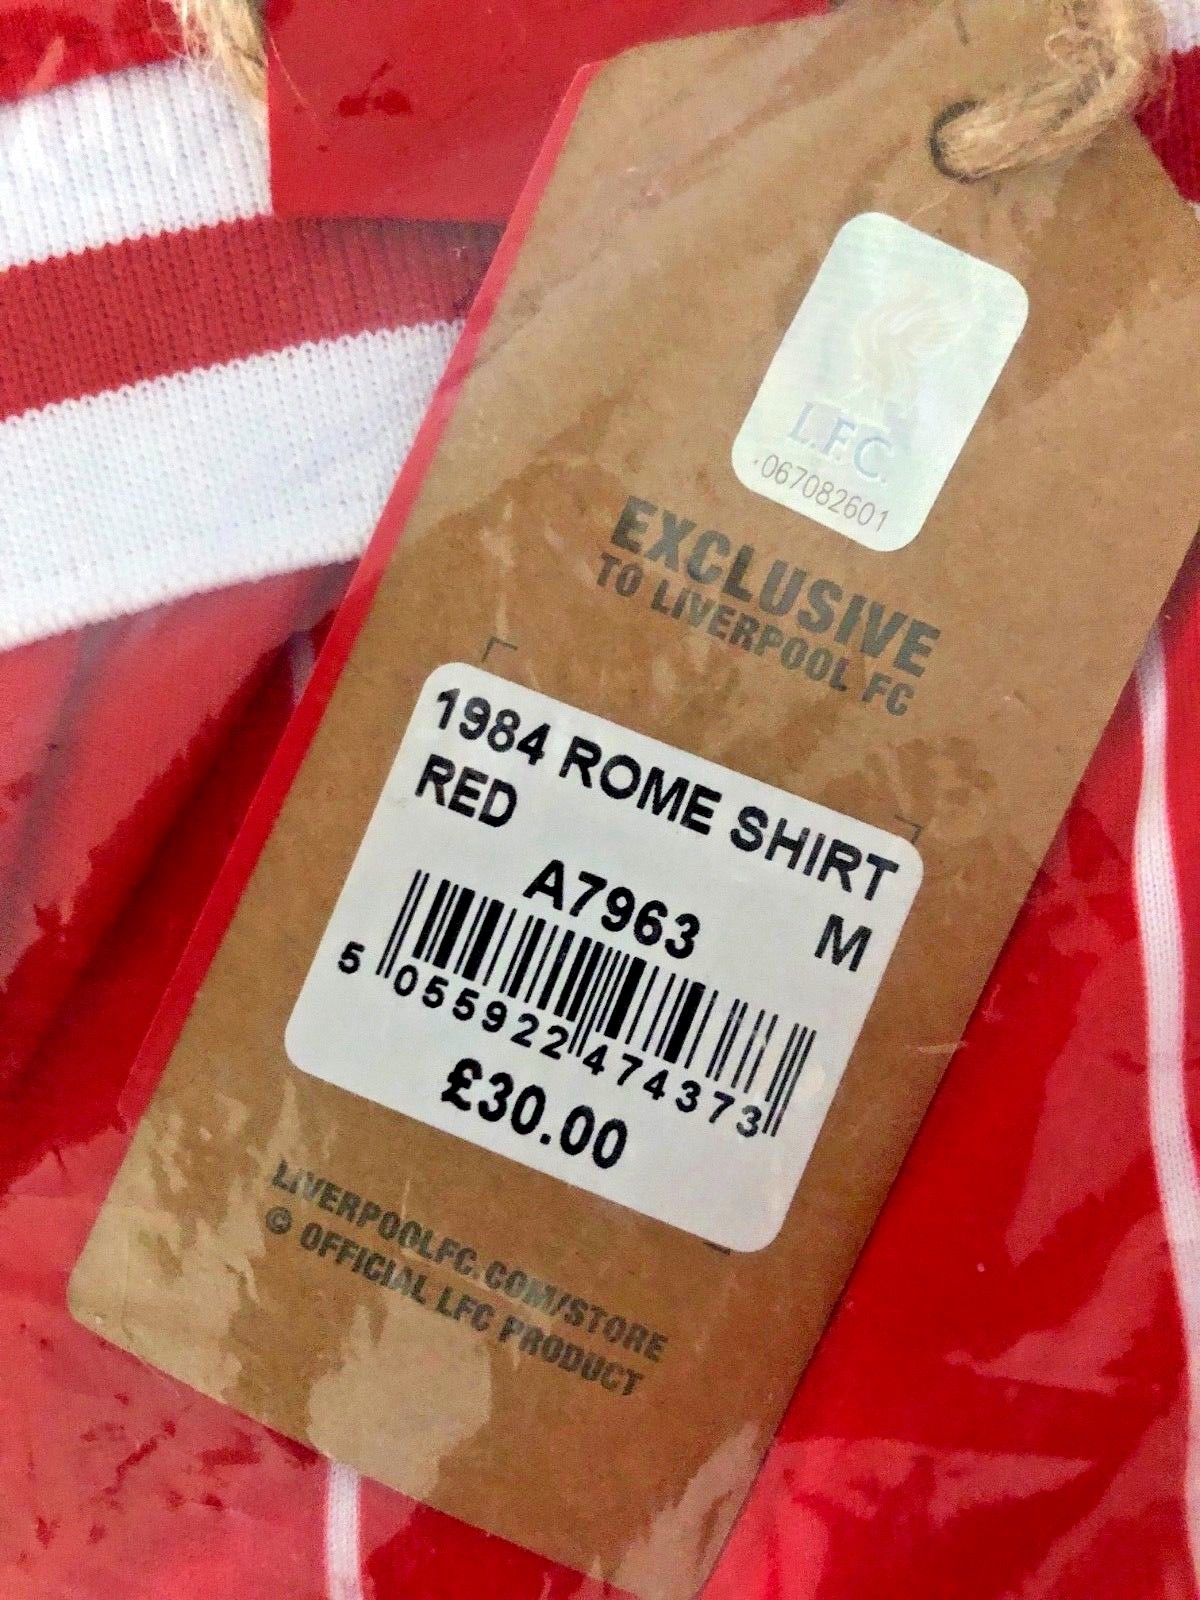 L.F.C.
067082601
EXCLUSIVE
TO LIVERPOOL FC
1984 ROME SHIRT
RED
A7963
M
5 055922 474373
£30.00
LIVERPOOLFC.COM/STORE
© OFFICIAL LFC PRODUCT